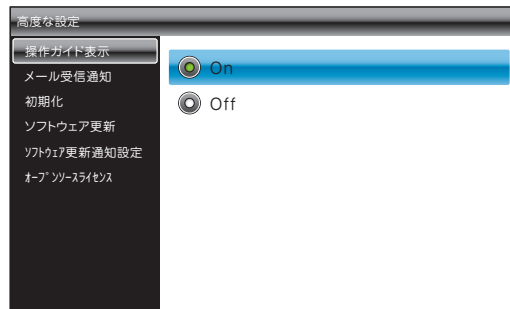 高度な設定
操作ガイド表示
メール受信通知
初期化
ソフトウェア更新
ｿﾌﾄｳｪｱ更新通知設定
ｵｰﾌﾟﾝｿｰｽﾗｲｾﾝｽ
On
Off